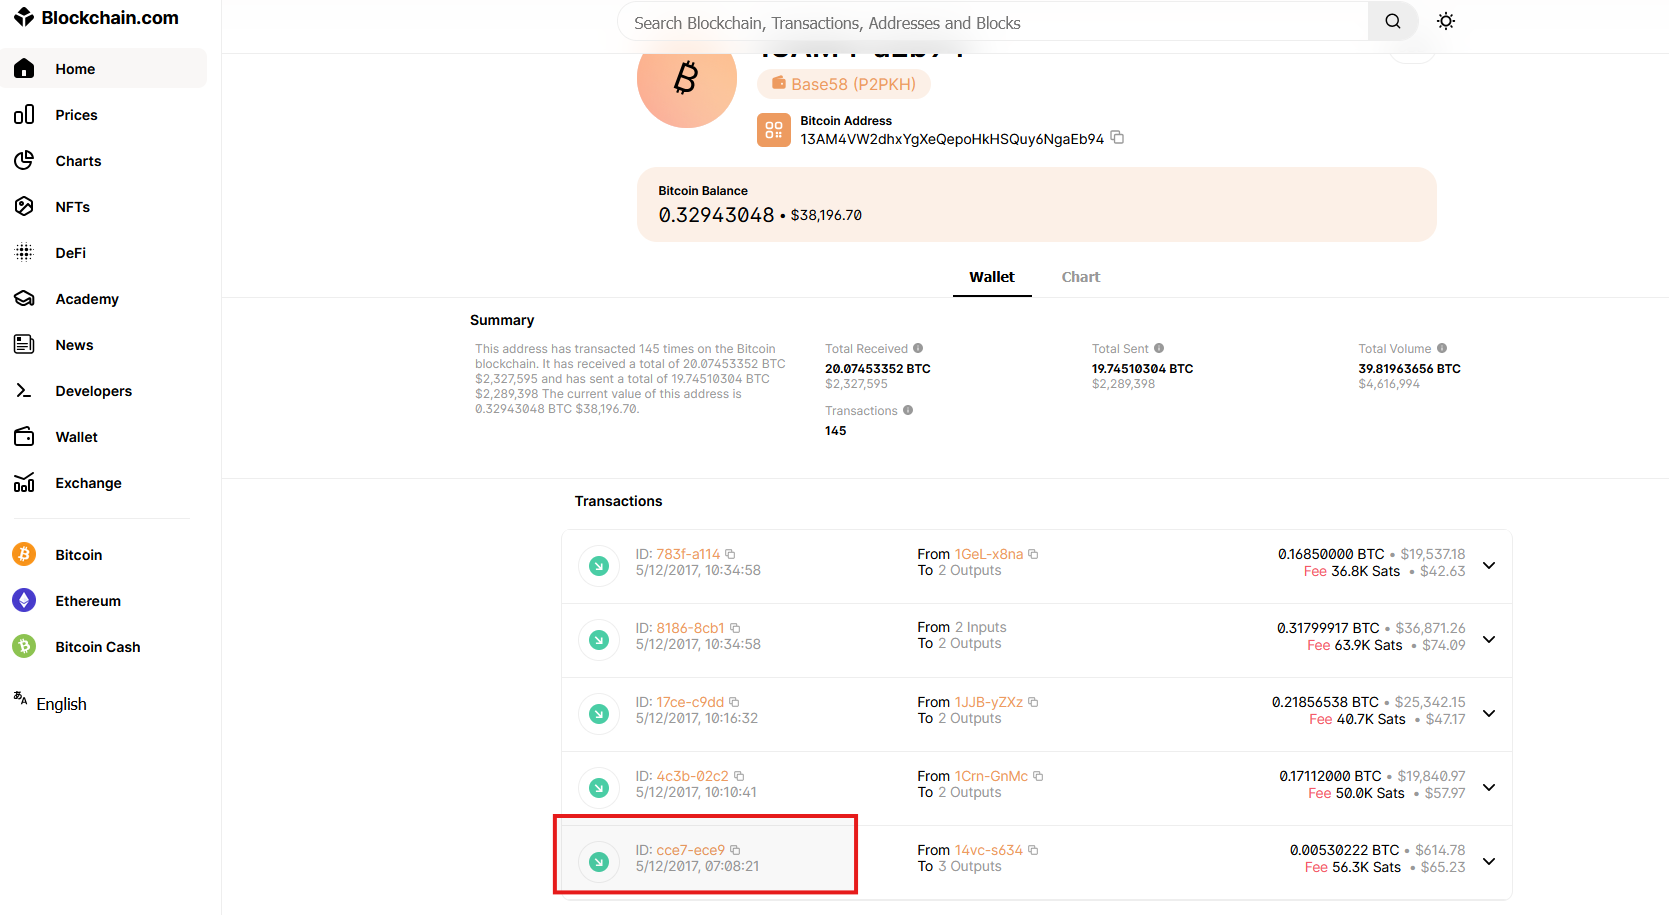 Blockchain.com
Search Blockchain, Transactions, Addresses and Blocks
Home
Prices
Charts
NFTs
DeFi
Academy
News
Developers
Wallet
Exchange
Bitcoin
Ethereum
Bitcoin Cash
English
Base58 (P2PKH)
Bitcoin Address
13AM4VW2dhxYgXeQepoHkHSQuy6NgaEb94
Bitcoin Balance
0.32943048 • $38,196.70
Wallet Chart
Summary
This address has transacted 145 times on the Bitcoin
blockchain. It has received a total of 20.07453352 BTC
$2,327,595 and has sent a total of 19.74510304 BTC
$2,289,398 The current value of this address is
0.32943048 BTC $38,196.70.
Total Received
20.07453352 BTC
$2,327,595
Total Sent
19.74510304 BTC
$2,289,398
Total Volume
39.81963656 BTC
$4,616,994
Transactions
145
Transactions
ID: 783f-a114 From 1GeL-x8na 0.16850000 BTC • $19,537.18
5/12/2017, 10:34:58 To 2 Outputs Fee 36.8K Sats • $42.63
ID: 8186-8cb1 From 2 Inputs 0.31799917 BTC • $36,871.26
5/12/2017, 10:34:58 To 2 Outputs Fee 63.9K Sats • $74.09
ID: 17ce-c9dd From 1JJB-yZXz 0.21856538 BTC • $25,342.15
5/12/2017, 10:16:32 To 2 Outputs Fee 40.7K Sats • $47.17
ID: 4c3b-02c2 From 1Crn-GnMc 0.17112000 BTC • $19,840.97
5/12/2017, 10:10:41 To 2 Outputs Fee 50.0K Sats • $57.97
ID: cce7-ece9 From 14vc-s634 0.00530222 BTC • $614.78
5/12/2017, 07:08:21 To 3 Outputs Fee 56.3K Sats • $65.23